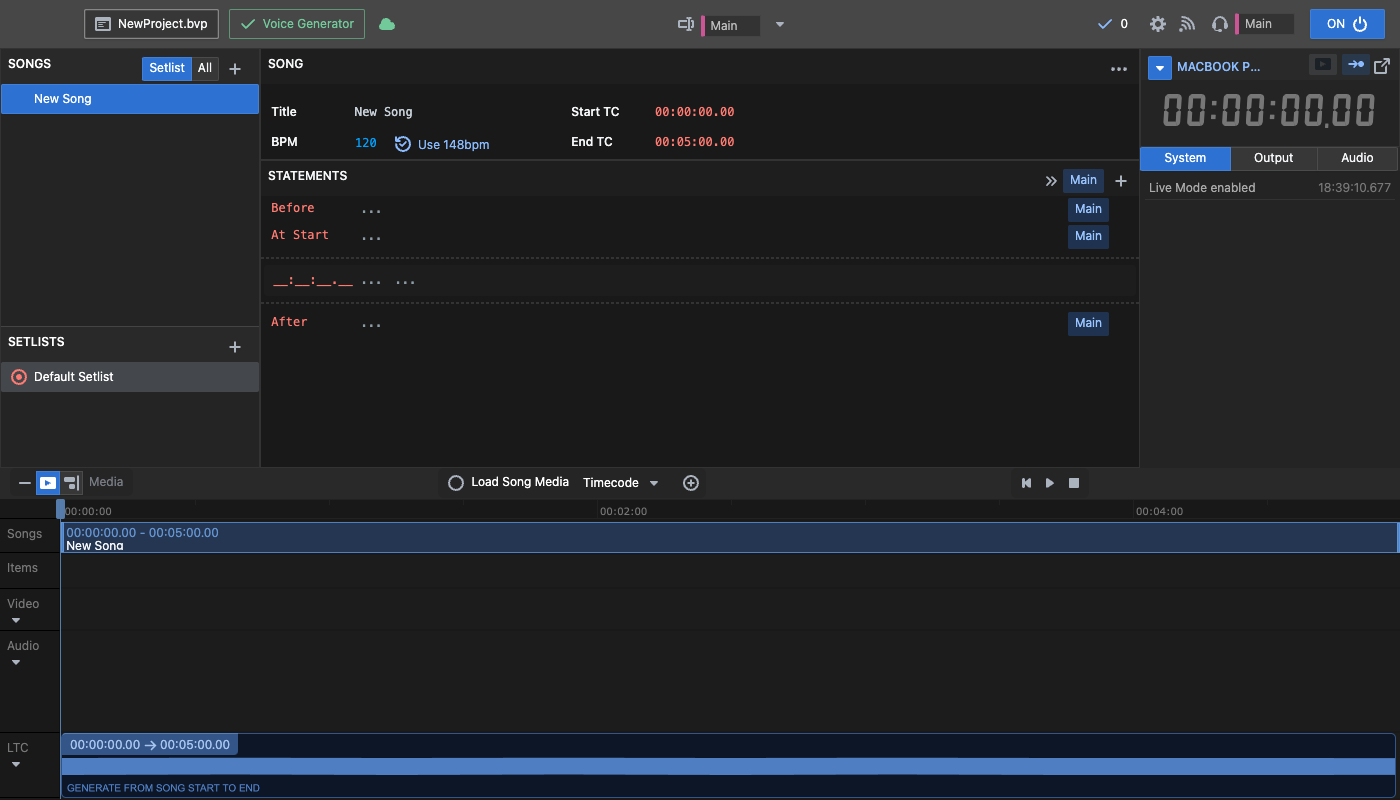 NewProject.bvp
Voice Generator
Main
0
Main
ON
SONGS
Setlist
All
New Song
SETLISTS
Default Setlist
SONG
Title
New Song
Start TC
00:00:00.00
BPM
120
Use 148bpm
End TC
00:05:00.00
STATEMENTS
Main
Before
...
Main
At Start
...
Main
__:__:__.__
...
...
After
...
Main
MACBOOK P...
00:00:00.00
System
Output
Audio
Live Mode enabled
18:39:10.677
Media
Load Song Media
Timecode
00:00:00
00:02:00
00:04:00
Songs
00:00:00.00 - 00:05:00.00
New Song
Items
Video
Audio
LTC
00:00:00.00 → 00:05:00.00
GENERATE FROM SONG START TO END